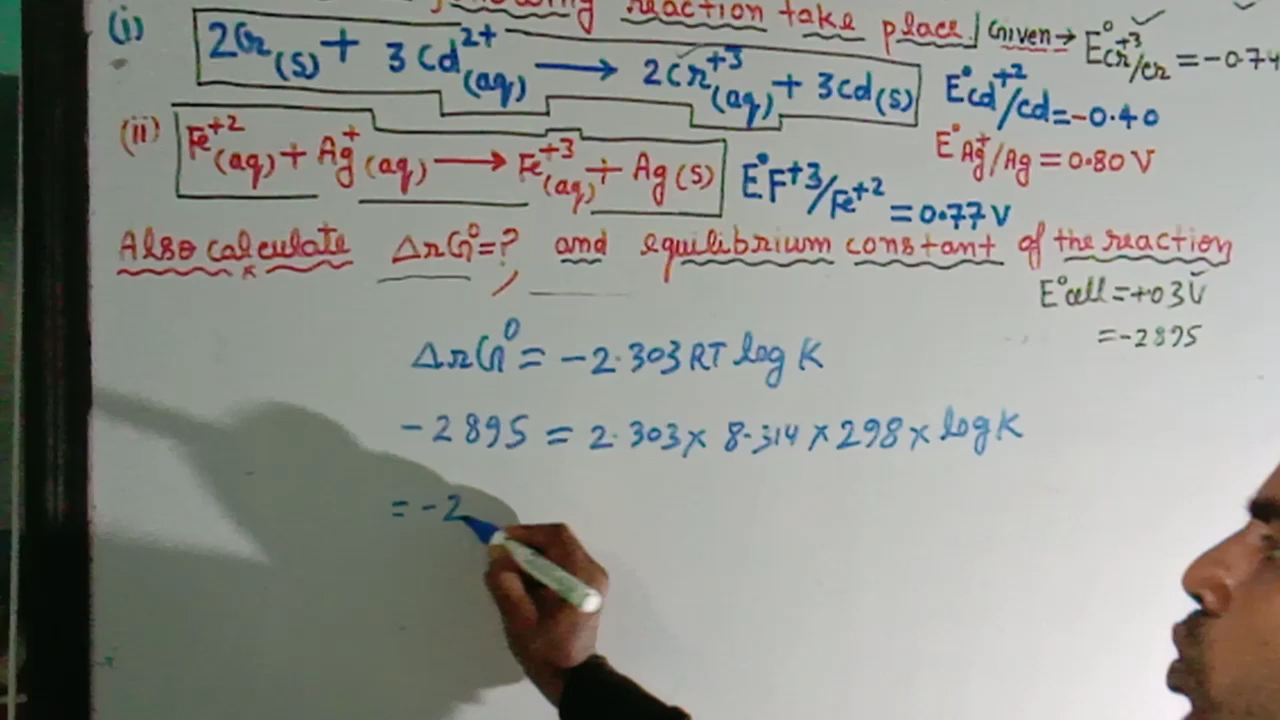 reaction take place | Given → E°Cr⁺³/Cr = -0.74
(i) 2Cr(s) + 3Cd²⁺(aq) → 2Cr⁺³(aq) + 3Cd(s) E°Cd⁺²/Cd = -0.40
(ii) Fe⁺²(aq) + Ag⁺(aq) → Fe⁺³(aq) + Ag(s) E°Ag⁺/Ag = 0.80 V
E°F⁺³/Fe⁺² = 0.77 V
Also calculate ΔrG° = ?, and equilibrium constant of the reaction
E°cell = +03V
= -2895
ΔrG° = -2.303 RT log K
-2895 = 2.303 × 8.314 × 298 × log K
= -2